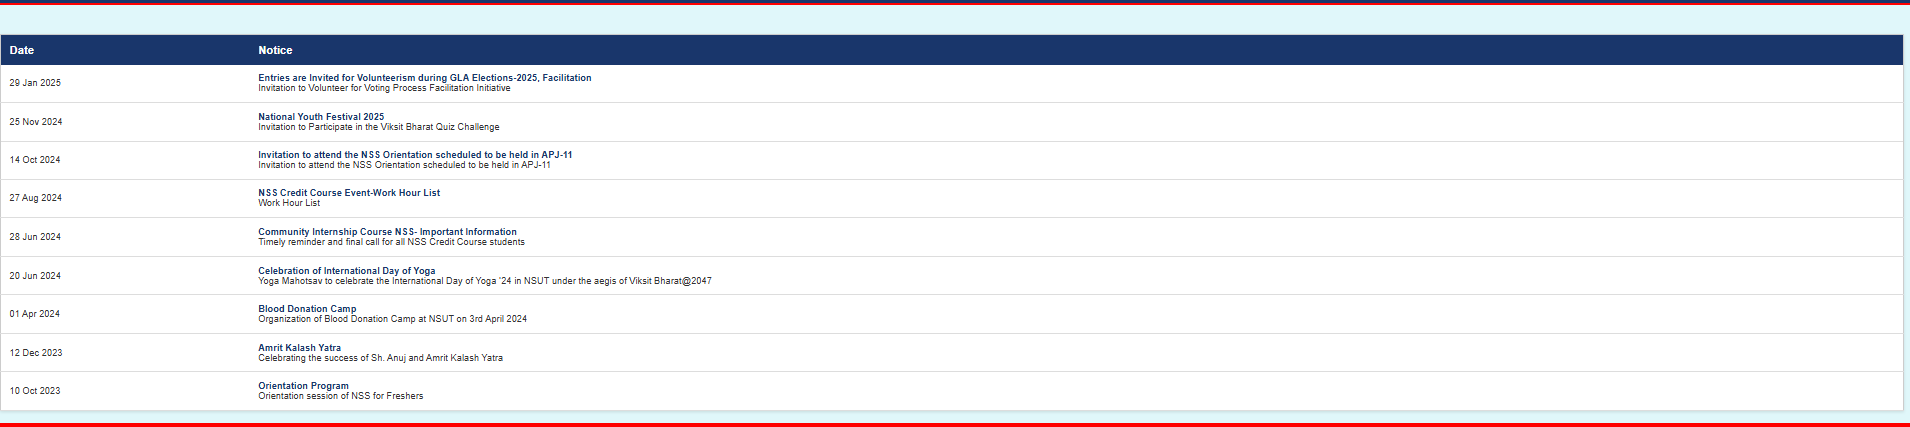 Date Notice
29 Jan 2025
Entries are Invited for Volunteerism during GLA Elections-2025, Facilitation
Invitation to Volunteer for Voting Process Facilitation Initiative
25 Nov 2024
National Youth Festival 2025
Invitation to Participate in the Viksit Bharat Quiz Challenge
14 Oct 2024
Invitation to attend the NSS Orientation scheduled to be held in APJ-11
Invitation to attend the NSS Orientation scheduled to be held in APJ-11
27 Aug 2024
NSS Credit Course Event-Work Hour List
Work Hour List
28 Jun 2024
Community Internship Course NSS- Important Information
Timely reminder and final call for all NSS Credit Course students
20 Jun 2024
Celebration of International Day of Yoga
Yoga Mahotsav to celebrate the International Day of Yoga '24 in NSUT under the aegis of Viksit Bharat@2047
01 Apr 2024
Blood Donation Camp
Organization of Blood Donation Camp at NSUT on 3rd April 2024
12 Dec 2023
Amrit Kalash Yatra
Celebrating the success of Sh. Anuj and Amrit Kalash Yatra
10 Oct 2023
Orientation Program
Orientation session of NSS for Freshers